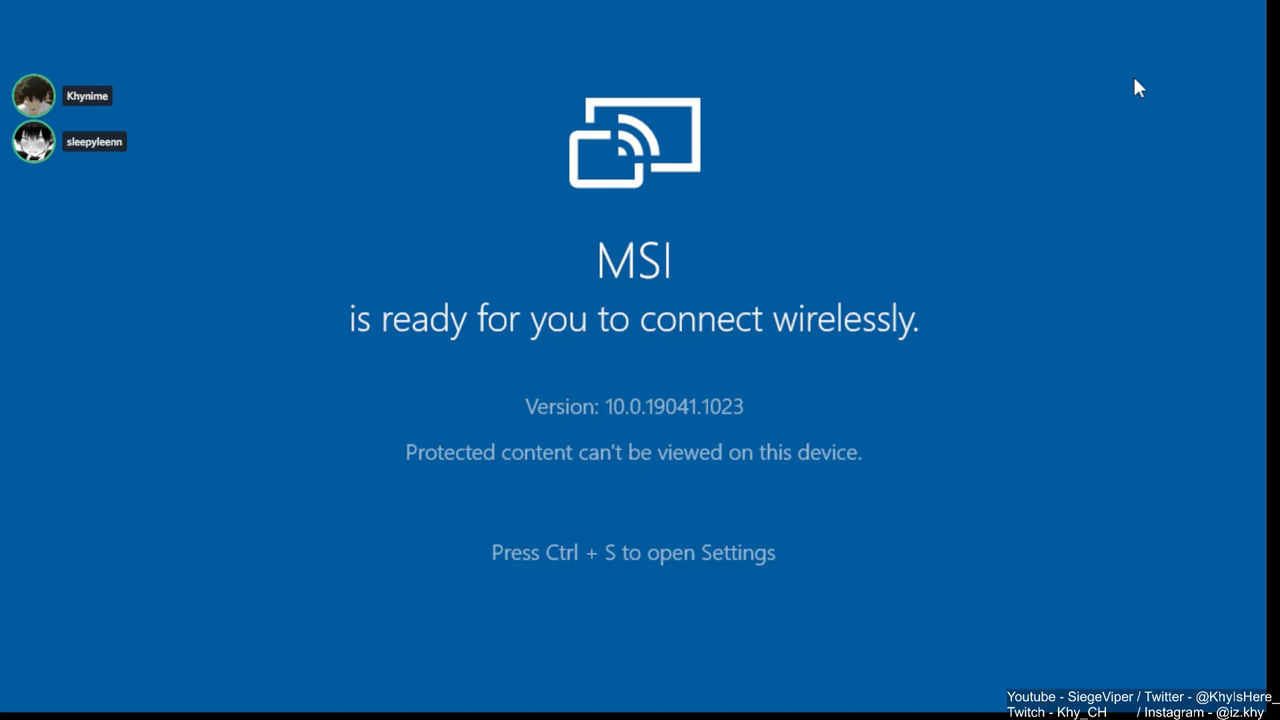 Khynime
sleepyleenn
MSI
is ready for you to connect wirelessly.
Version: 10.0.19041.1023
Protected content can't be viewed on this device.
Press Ctrl + S to open Settings
Youtube - SiegeViper / Twitter - @KhyIsHere_
Twitch - Khy_CH / Instagram - @iz.khy